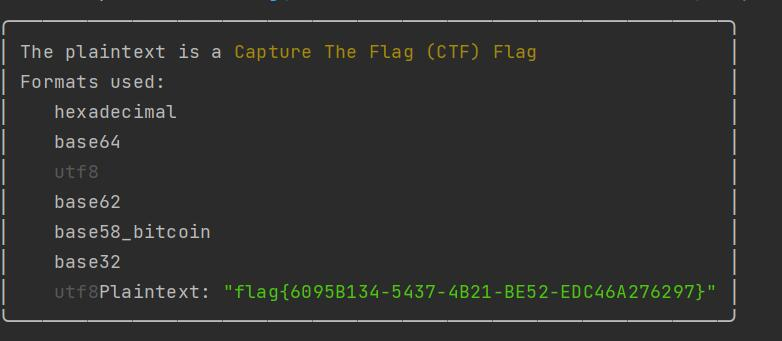 The plaintext is a Capture The Flag (CTF) Flag
Formats used:
hexadecimal
base64
utf8
base62
base58_bitcoin
base32
utf8Plaintext: "flag{6095B134-5437-4B21-BE52-EDC46A276297}"